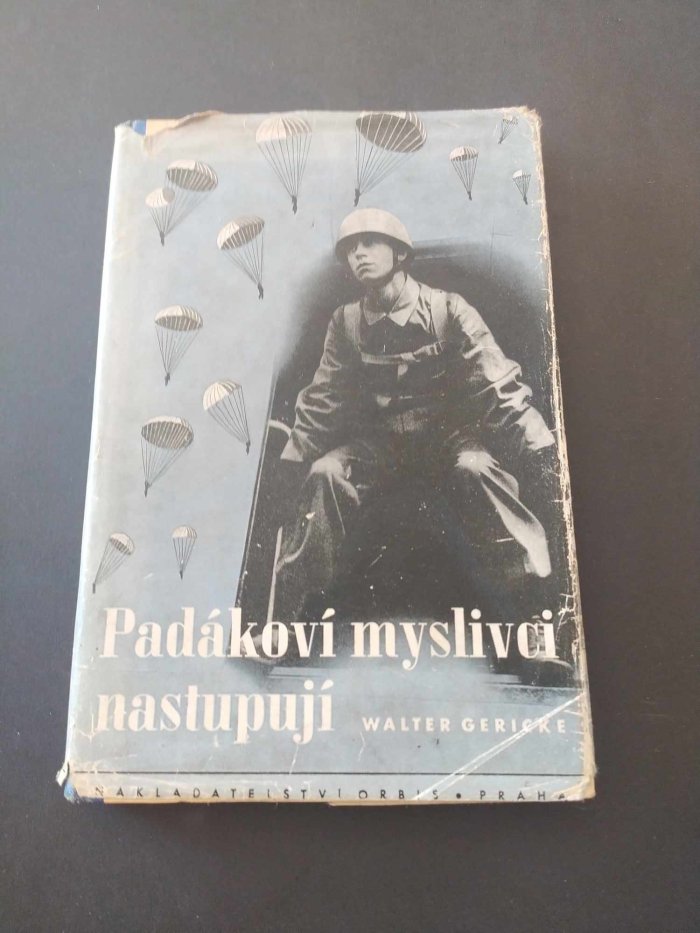 Padákoví myslivci
nastupují WALTER GERICKE
NAKLADATELSTVÍ ORBIS • PRAHA